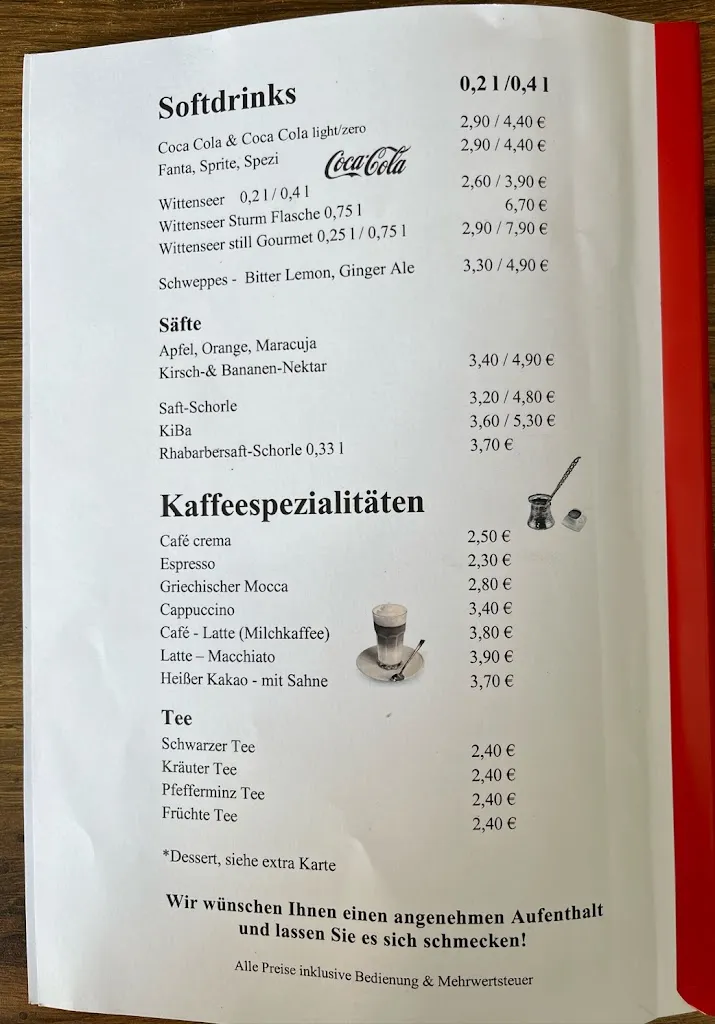 Softdrinks 0,2 l /0,4 l
Coca Cola & Coca Cola light/zero 2,90 / 4,40 €
Fanta, Sprite, Spezi 2,90 / 4,40 €
Coca-Cola
Wittenseer 0,2 l / 0,4 l 2,60 / 3,90 €
Wittenseer Sturm Flasche 0,75 l 6,70 €
Wittenseer still Gourmet 0,25 l / 0,75 l 2,90 / 7,90 €
Schweppes - Bitter Lemon, Ginger Ale 3,30 / 4,90 €
Säfte
Apfel, Orange, Maracuja
Kirsch-& Bananen-Nektar 3,40 / 4,90 €
Saft-Schorle 3,20 / 4,80 €
KiBa 3,60 / 5,30 €
Rhabarbersaft-Schorle 0,33 l 3,70 €
Kaffeespezialitäten
Café crema 2,50 €
Espresso 2,30 €
Griechischer Mocca 2,80 €
Cappuccino 3,40 €
Café - Latte (Milchkaffee) 3,80 €
Latte – Macchiato 3,90 €
Heißer Kakao - mit Sahne 3,70 €
Tee
Schwarzer Tee 2,40 €
Kräuter Tee 2,40 €
Pfefferminz Tee 2,40 €
Früchte Tee 2,40 €
*Dessert, siehe extra Karte
Wir wünschen Ihnen einen angenehmen Aufenthalt
und lassen Sie es sich schmecken!
Alle Preise inklusive Bedienung & Mehrwertsteuer